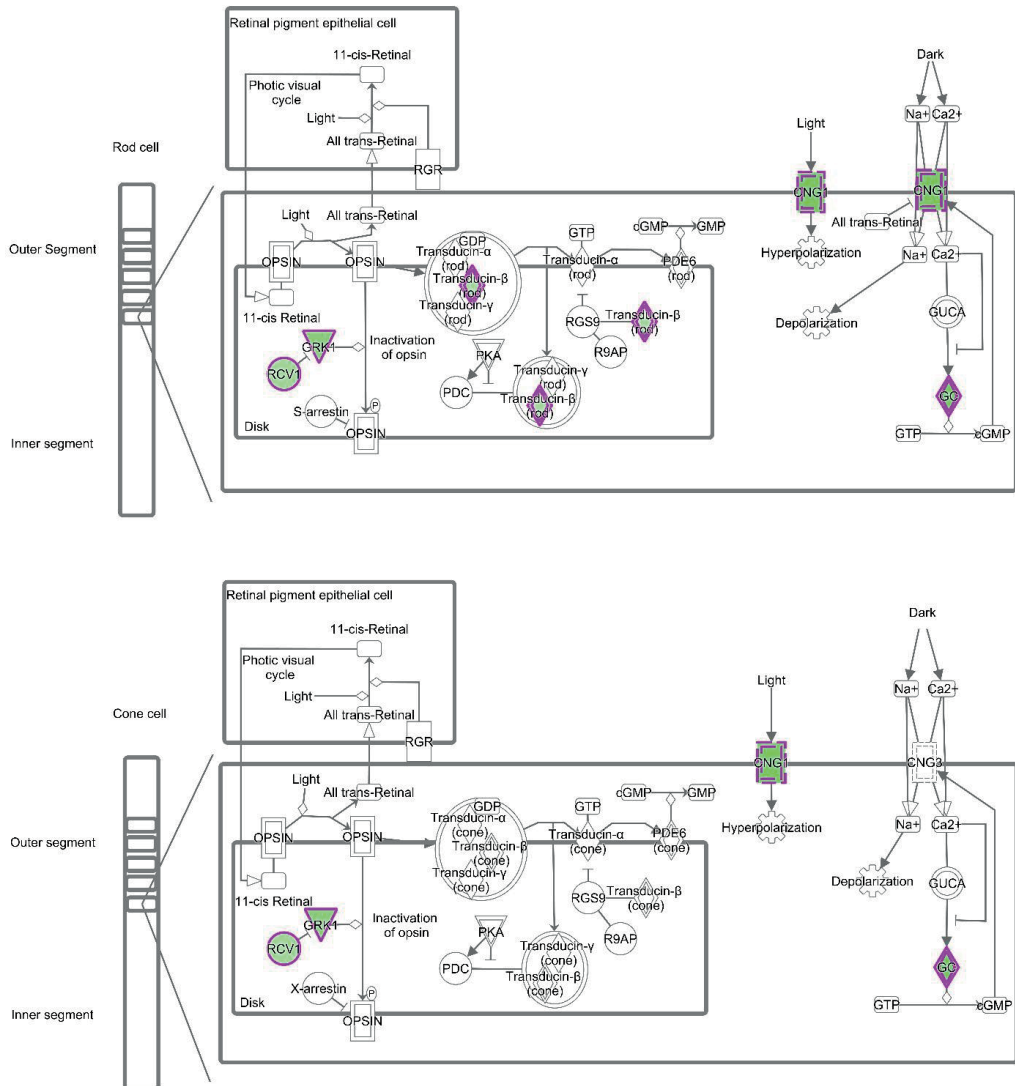 Retinal pigment epithelial cell
11-cis-Retinal
Photic visual
cycle
Light
All trans-Retinal
RGR
Dark
Na+
Ca2+
Light
Rod cell
CNG1
CNG1
All trans-Retinal
All trans-Retinal
Hyperpolarization
Na+
Ca2+
Depolarization
Outer Segment
Light
OPSIN
OPSIN
GDP
Transducin-α
(rod)
Transducin-β
(rod)
Transducin-γ
(rod)
GTP
Transducin-α
(rod)
cGMP
GMP
PDE6
(rod)
11-cis Retinal
GRK1
Inactivation
of opsin
RCV1
RGS9
Transducin-β
(rod)
R9AP
PKA
PDC
Transducin-γ
(rod)
Transducin-β
(rod)
GUCA
GC
GTP
cGMP
S-arrestin
P
OPSIN
Disk
Inner segment
Retinal pigment epithelial cell
11-cis-Retinal
Photic visual
cycle
Light
All trans-Retinal
RGR
Dark
Na+
Ca2+
Light
Cone cell
CNG1
CNG3
Light
All trans-Retinal
Hyperpolarization
Na+
Ca2+
Depolarization
Outer segment
OPSIN
OPSIN
GDP
Transducin-α
(cone)
Transducin-β
(cone)
Transducin-γ
(cone)
GTP
Transducin-α
(cone)
cGMP
GMP
PDE6
(cone)
11-cis Retinal
GRK1
Inactivation
of opsin
RCV1
RGS9
Transducin-β
(cone)
R9AP
PKA
PDC
Transducin-γ
(cone)
Transducin-β
(cone)
GUCA
GC
GTP
cGMP
X-arrestin
P
OPSIN
Disk
Inner segment